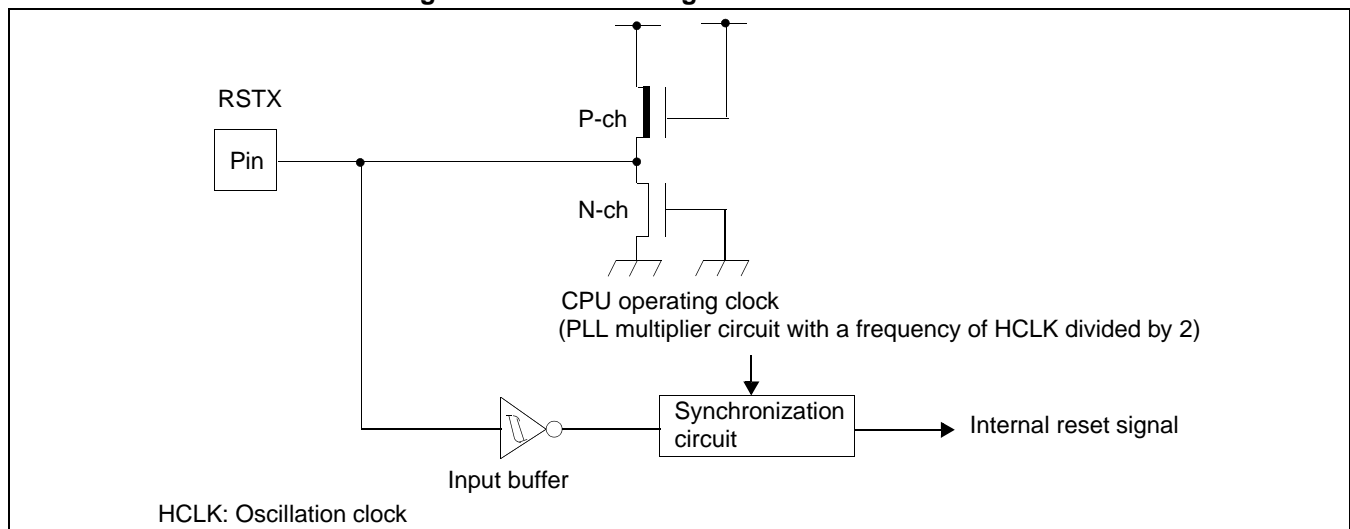 RSTX
P-ch
Pin
N-ch
CPU operating clock
(PLL multiplier circuit with a frequency of HCLK divided by 2)
Synchronization
circuit
Internal reset signal
Input buffer
HCLK: Oscillation clock